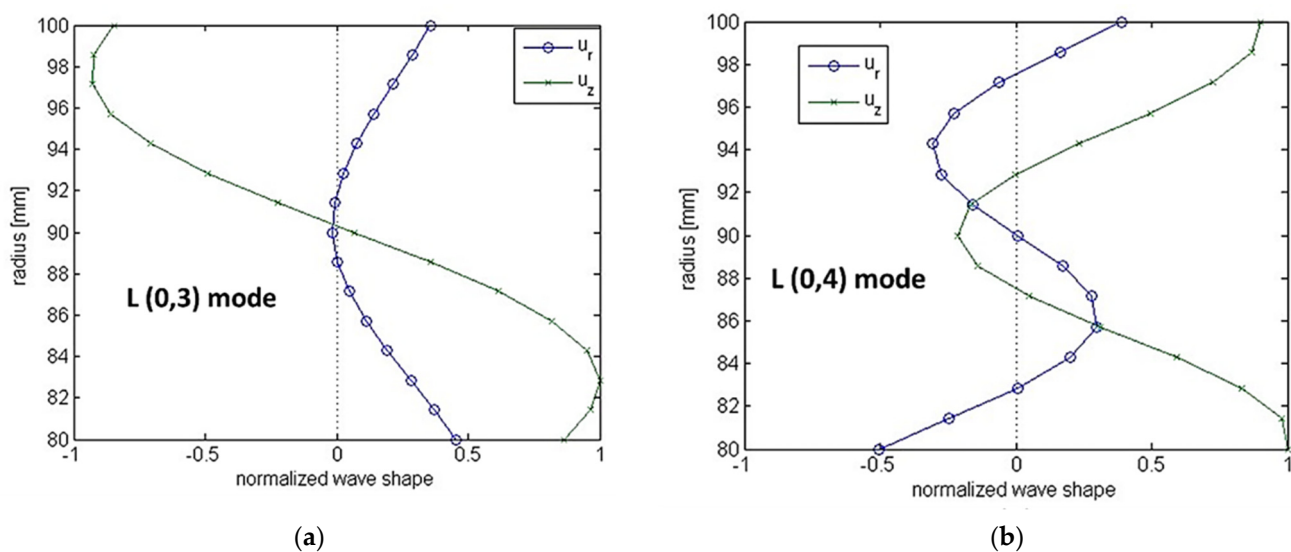 100
98
96
94
92
90
88
86
84
82
80
radius [mm]
-1
-0.5
0
0.5
1
normalized wave shape
u_r
u_z
L (0,3) mode
(a)
100
98
96
94
92
90
88
86
84
82
80
radius [mm]
-1
-0.5
0
0.5
1
normalized wave shape
u_r
u_z
L (0,4) mode
(b)